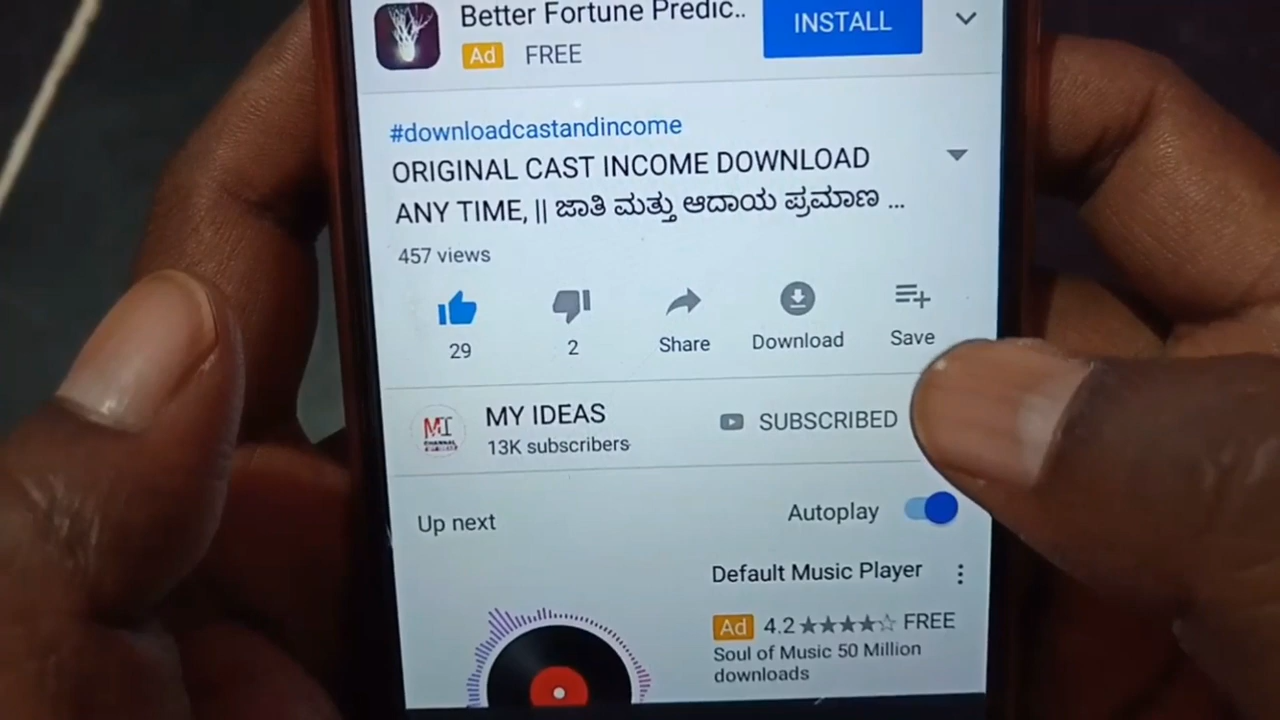 Better Fortune Predic..
Ad FREE
INSTALL
#downloadcastandincome
ORIGINAL CAST INCOME DOWNLOAD
ANY TIME, || ಜಾತಿ ಮತ್ತು ಆದಾಯ ಪ್ರಮಾಣ ...
457 views
29
2
Share
Download
Save
MI
CHANNAL
MY IDEAS
13K subscribers
SUBSCRIBED
Up next
Autoplay
Default Music Player
Ad 4.2 FREE
Soul of Music 50 Million
downloads